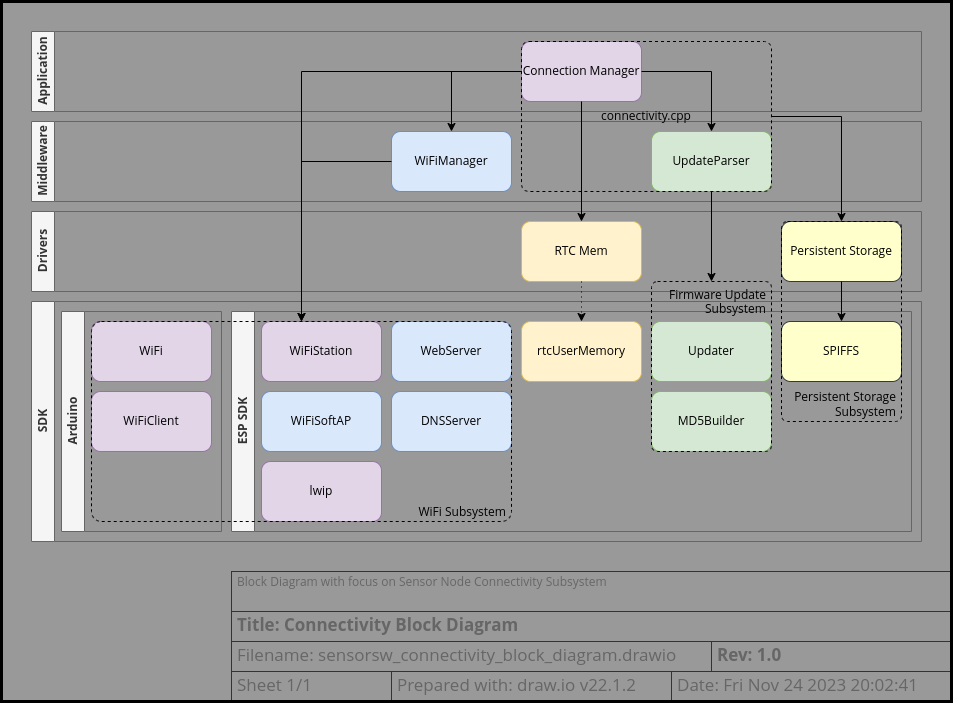 Application
Connection Manager
connectivity.cpp
Middleware
WiFiManager
UpdateParser
Drivers
RTC Mem
Persistent Storage
Firmware Update
Subsystem
SDK
Arduino
WiFi
WiFiClient
ESP SDK
WiFiStation
WebServer
rtcUserMemory
Updater
SPIFFS
WiFiSoftAP
DNSServer
MD5Builder
Persistent Storage
Subsystem
lwip
WiFi Subsystem
Block Diagram with focus on Sensor Node Connectivity Subsystem
Title: Connectivity Block Diagram
Filename: sensorsw_connectivity_block_diagram.drawio
Rev: 1.0
Sheet 1/1
Prepared with: draw.io v22.1.2
Date: Fri Nov 24 2023 20:02:41